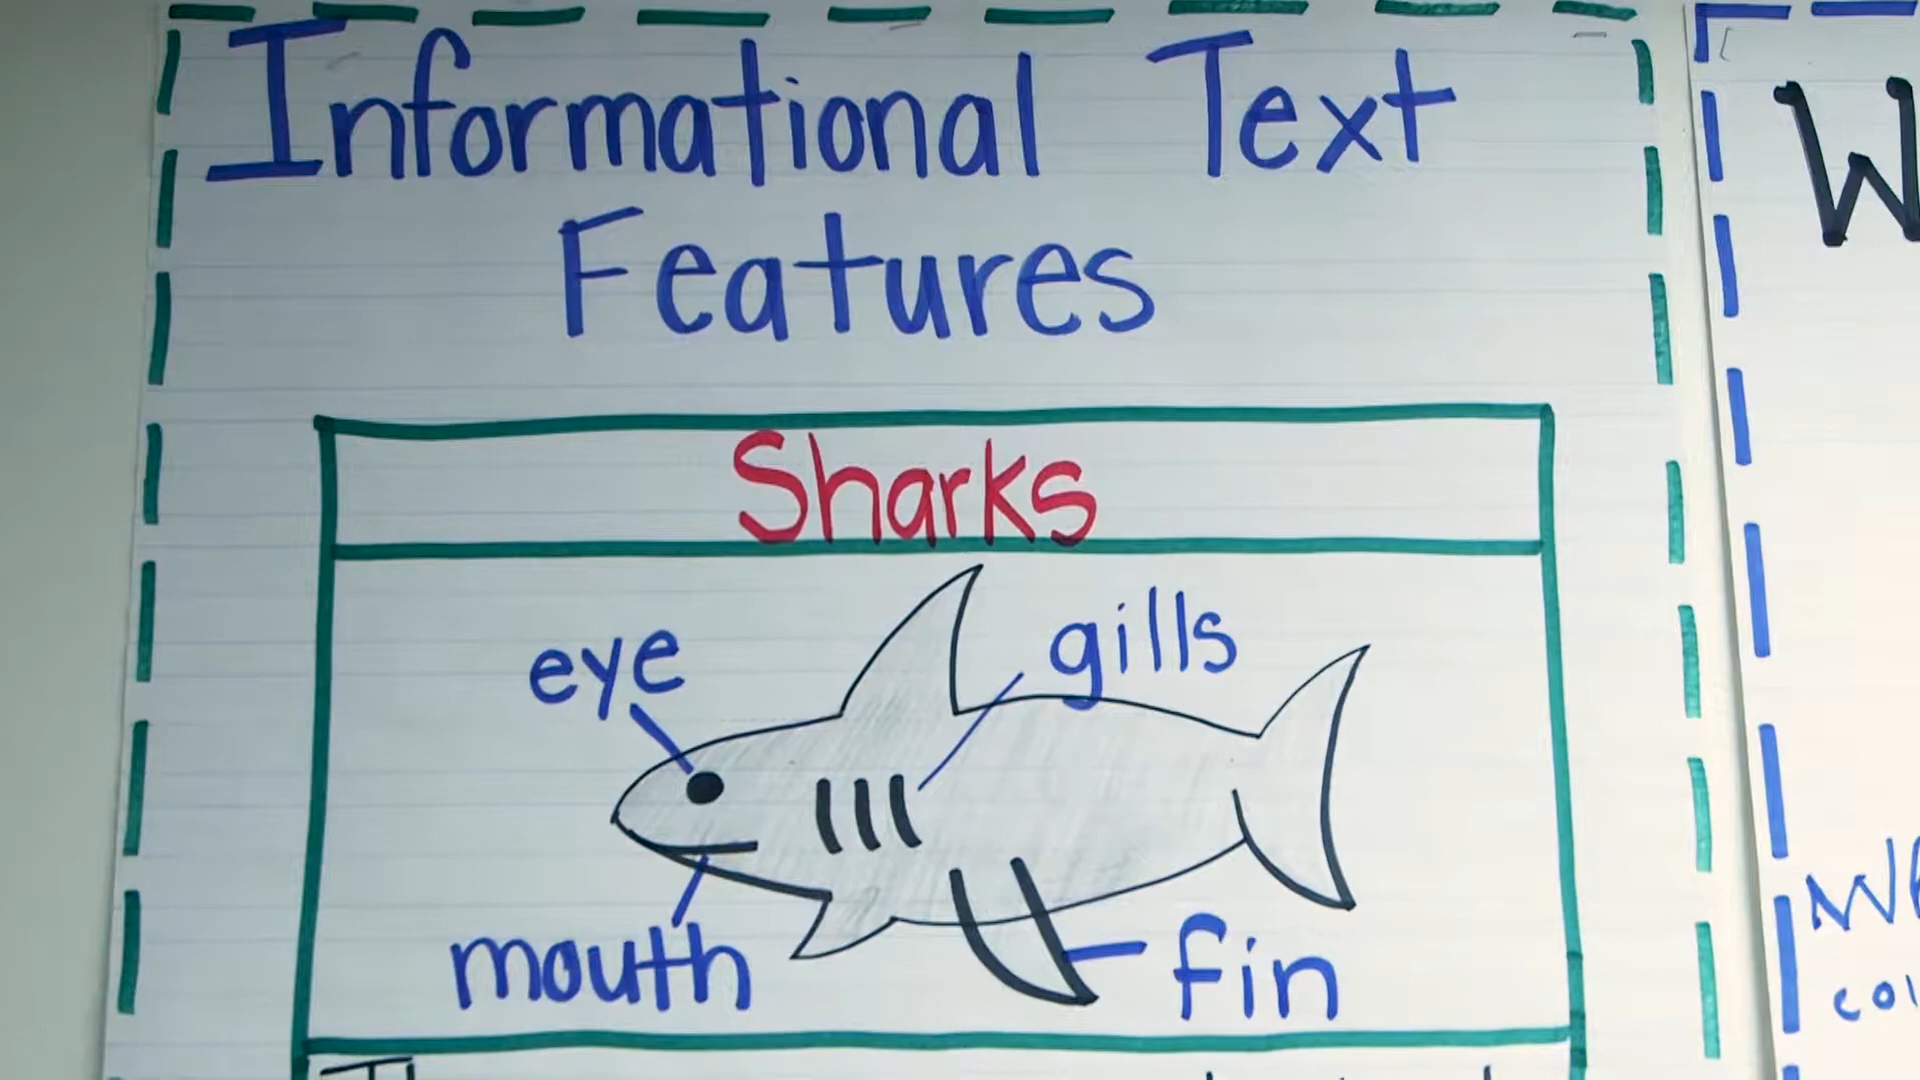 Informational Text
Features
Sharks
eye
gills
mouth
fin